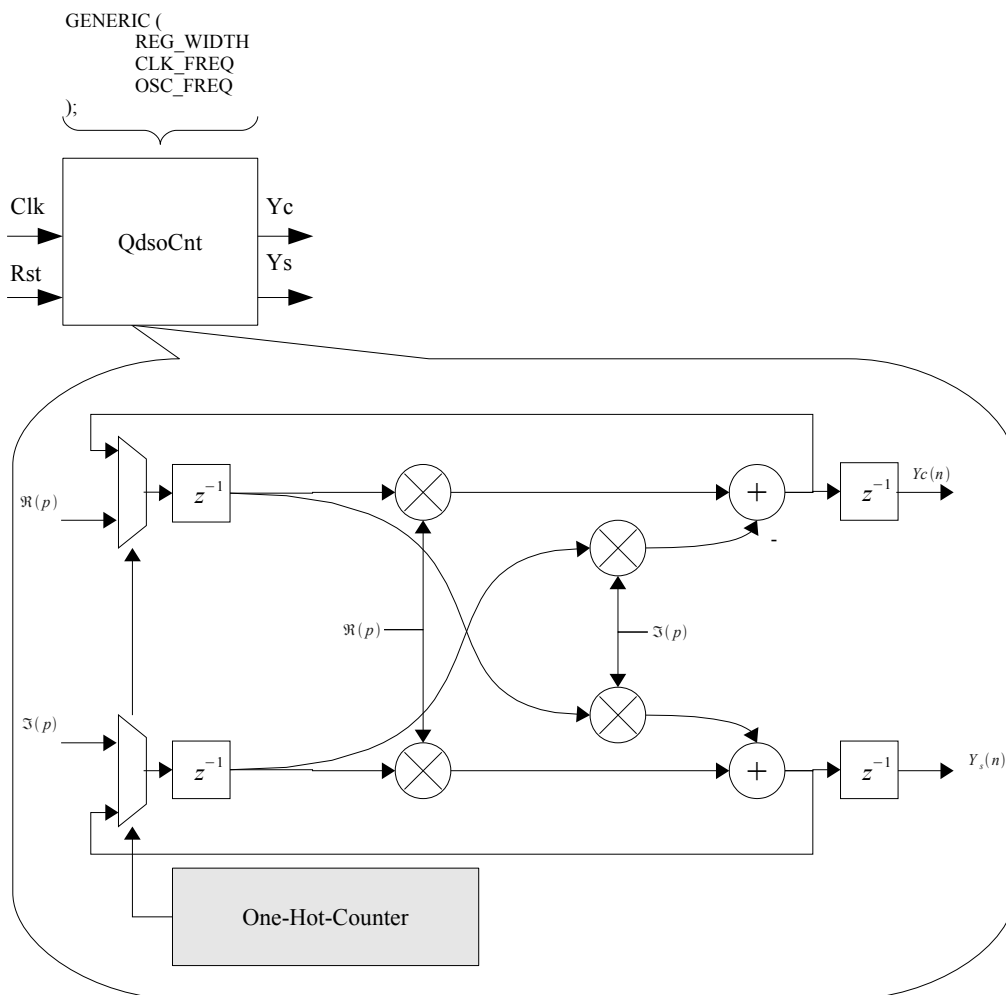 GENERIC (
REG_WIDTH
CLK_FREQ
OSC_FREQ
);
Clk
Rst
QdsoCnt
Yc
Ys
ℜ(p)
z⁻¹
+
z⁻¹
Yc(n)
-
ℜ(p)
ℑ(p)
ℑ(p)
z⁻¹
+
z⁻¹
Yₛ(n)
One-Hot-Counter